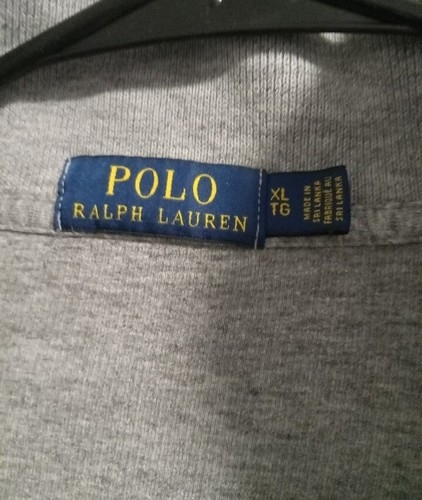 POLO
RALPH LAUREN
XL
TG
MADE IN
SRI LANKA
FABRIQUÉ AU
SRI LANKA